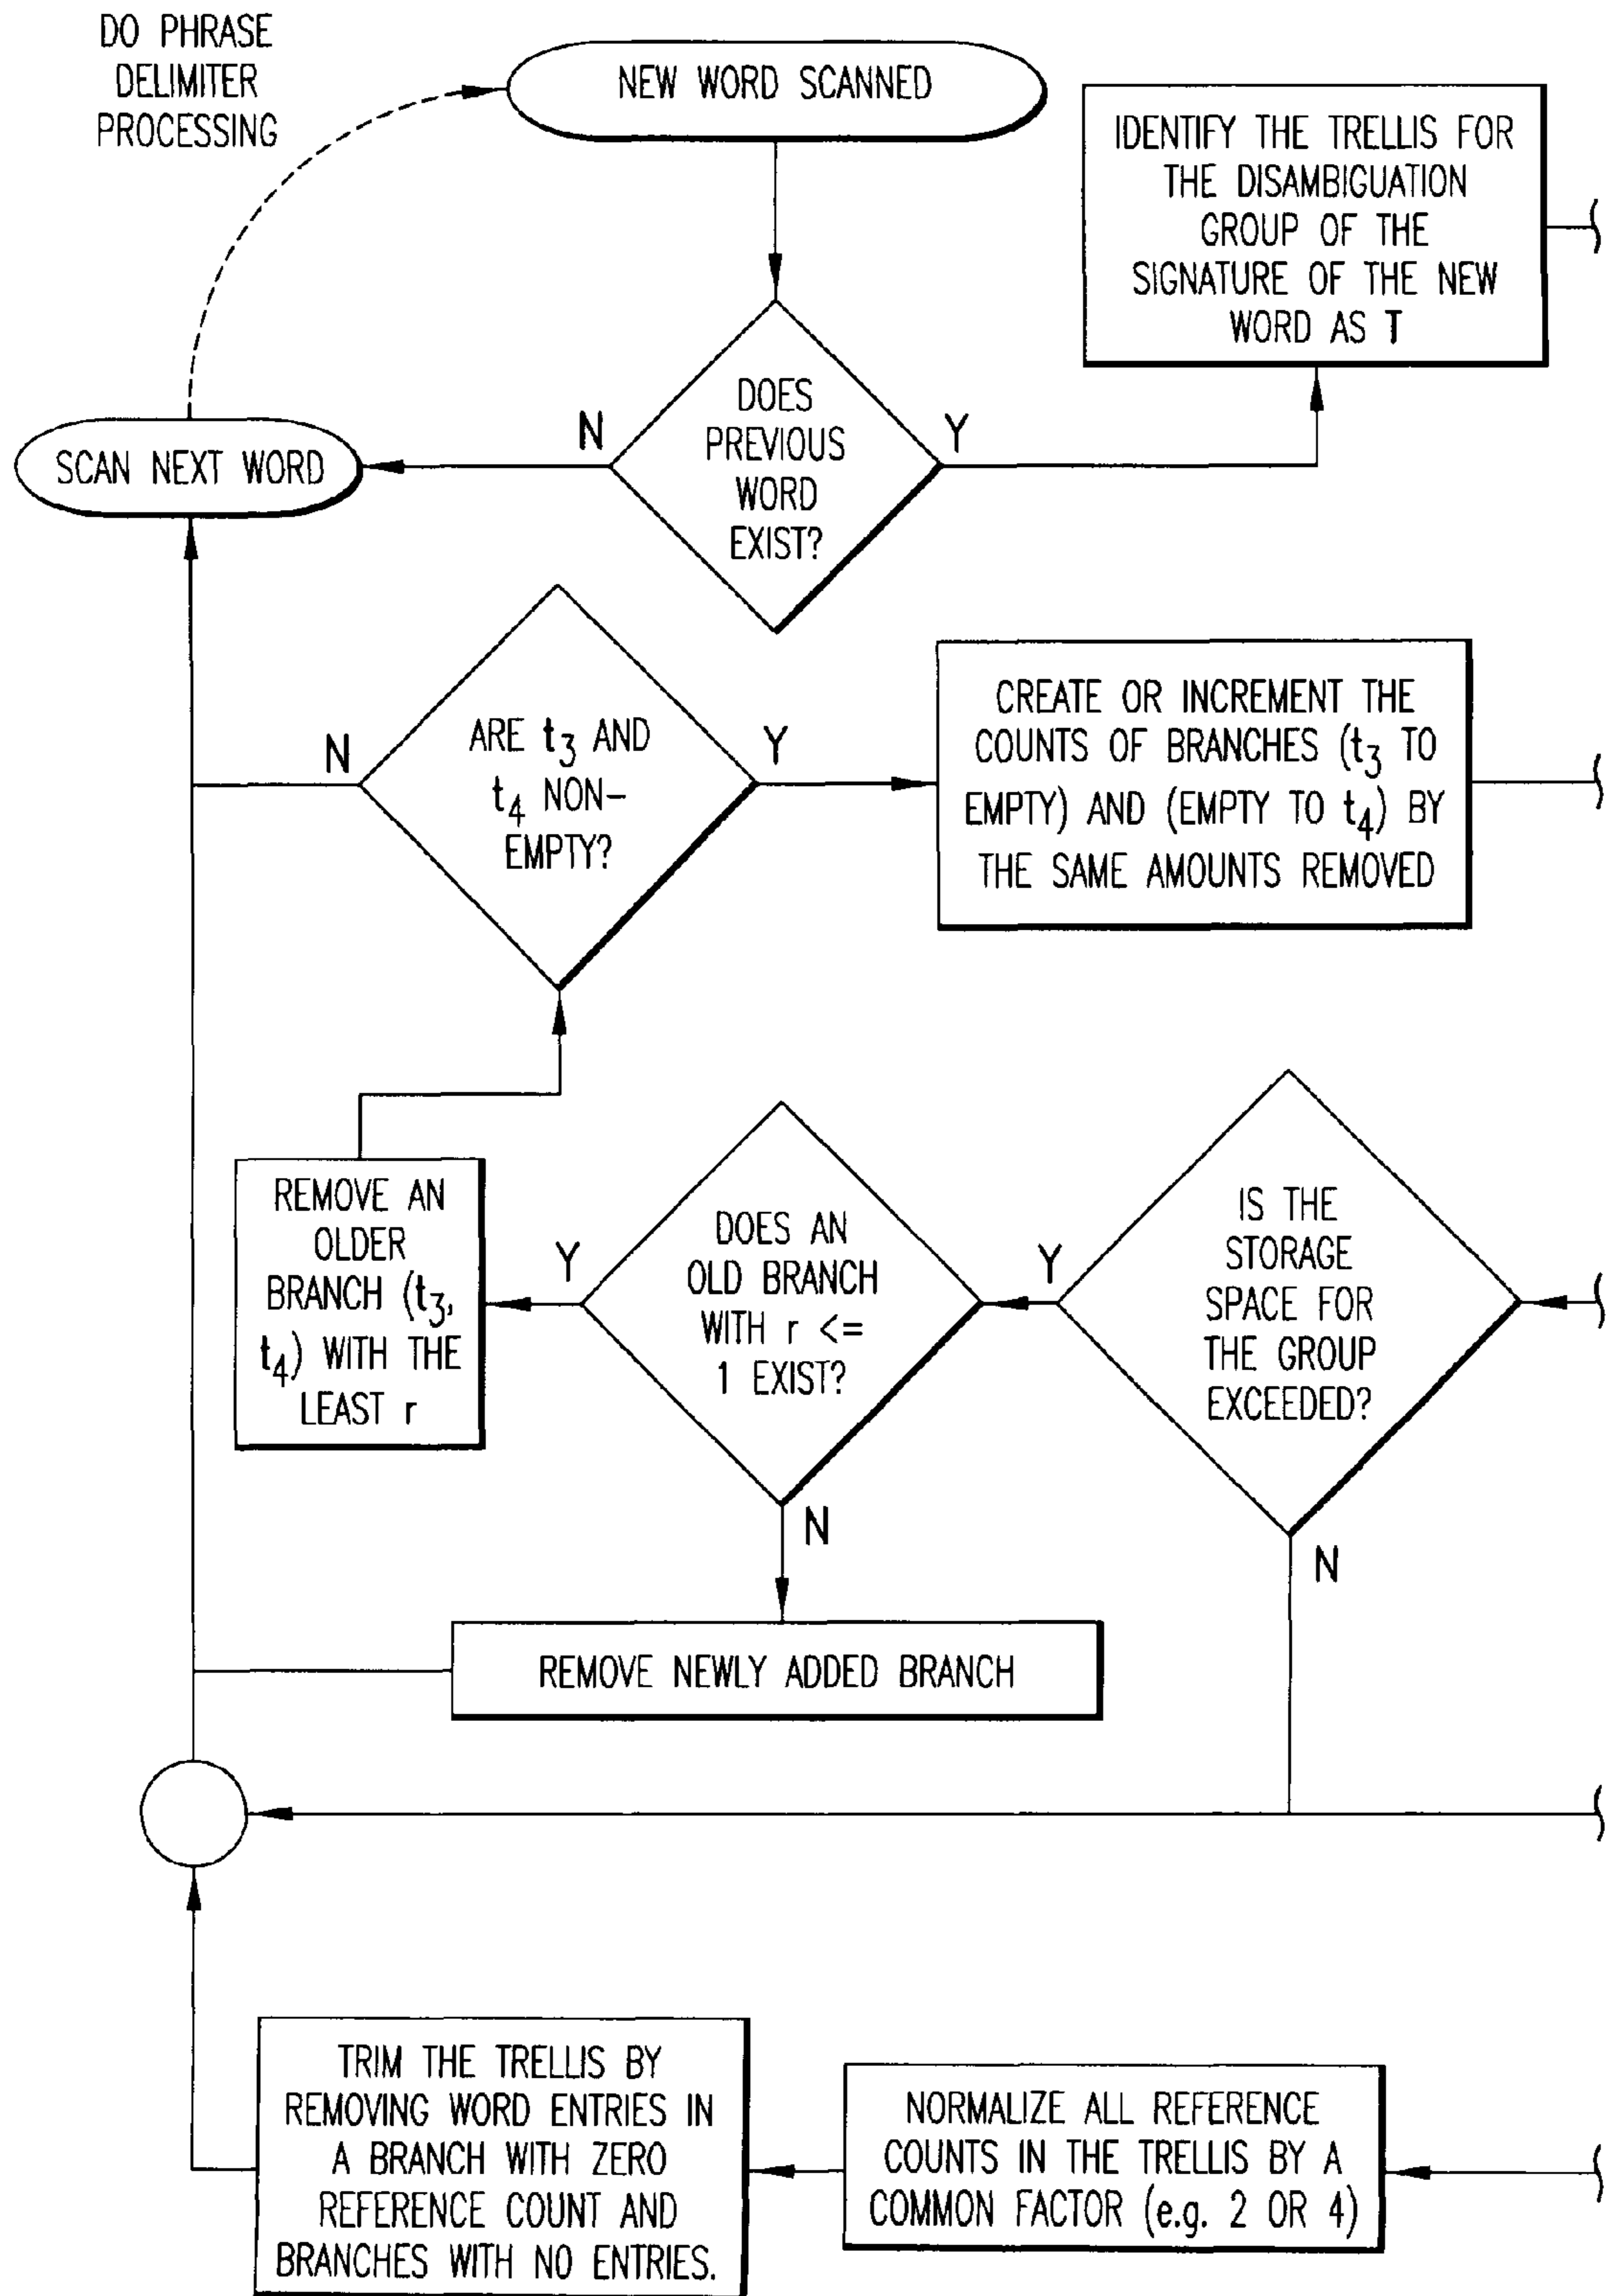 DO PHRASE
DELIMITER
PROCESSING
NEW WORD SCANNED
IDENTIFY THE TRELLIS FOR
THE DISAMBIGUATION
GROUP OF THE
SIGNATURE OF THE NEW
WORD AS T
DOES
PREVIOUS
WORD
EXIST?
N
Y
SCAN NEXT WORD
ARE t₃ AND
t₄ NON-
EMPTY?
N
Y
CREATE OR INCREMENT THE
COUNTS OF BRANCHES (t₃ TO
EMPTY) AND (EMPTY TO t₄) BY
THE SAME AMOUNTS REMOVED
REMOVE AN
OLDER
BRANCH (t₃,
t₄) WITH THE
LEAST r
Y
DOES AN
OLD BRANCH
WITH r <=
1 EXIST?
Y
IS THE
STORAGE
SPACE FOR
THE GROUP
EXCEEDED?
N
N
REMOVE NEWLY ADDED BRANCH
TRIM THE TRELLIS BY
REMOVING WORD ENTRIES IN
A BRANCH WITH ZERO
REFERENCE COUNT AND
BRANCHES WITH NO ENTRIES.
NORMALIZE ALL REFERENCE
COUNTS IN THE TRELLIS BY A
COMMON FACTOR (e.g. 2 OR 4)